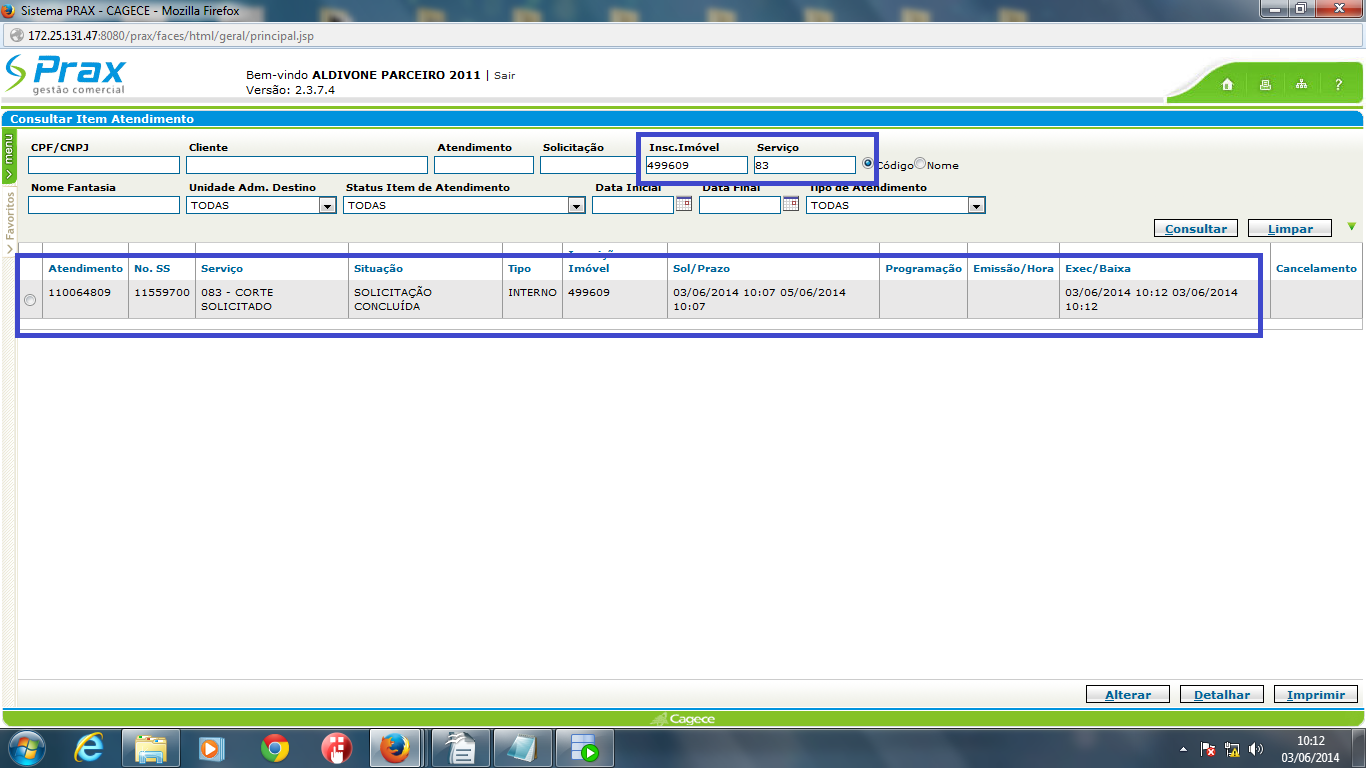 Sistema PRAX - CAGECE - Mozilla Firefox
172.25.131.47:8080/prax/faces/html/geral/principal.jsp
Prax
gestão comercial
Bem-vindo ALDIVONE PARCEIRO 2011 | Sair
Versão: 2.3.7.4
?
Consultar Item Atendimento
menu
Favoritos
CPF/CNPJ Cliente Atendimento Solicitação Insc.Imóvel Serviço
499609 83 Código Nome
Nome Fantasia Unidade Adm. Destino Status Item de Atendimento Data Inicial Data Final Tipo de Atendimento
TODAS TODAS TODAS
Consultar Limpar
Atendimento No. SS Serviço Situação Tipo Imóvel Sol/Prazo Programação Emissão/Hora Exec/Baixa Cancelamento
110064809 11559700 083 - CORTE SOLICITAÇÃO INTERNO 499609 03/06/2014 10:07 05/06/2014 03/06/2014 10:12 03/06/2014
SOLICITADO CONCLUÍDA 10:07 10:12
Alterar Detalhar Imprimir
Cagece
10:12
03/06/2014